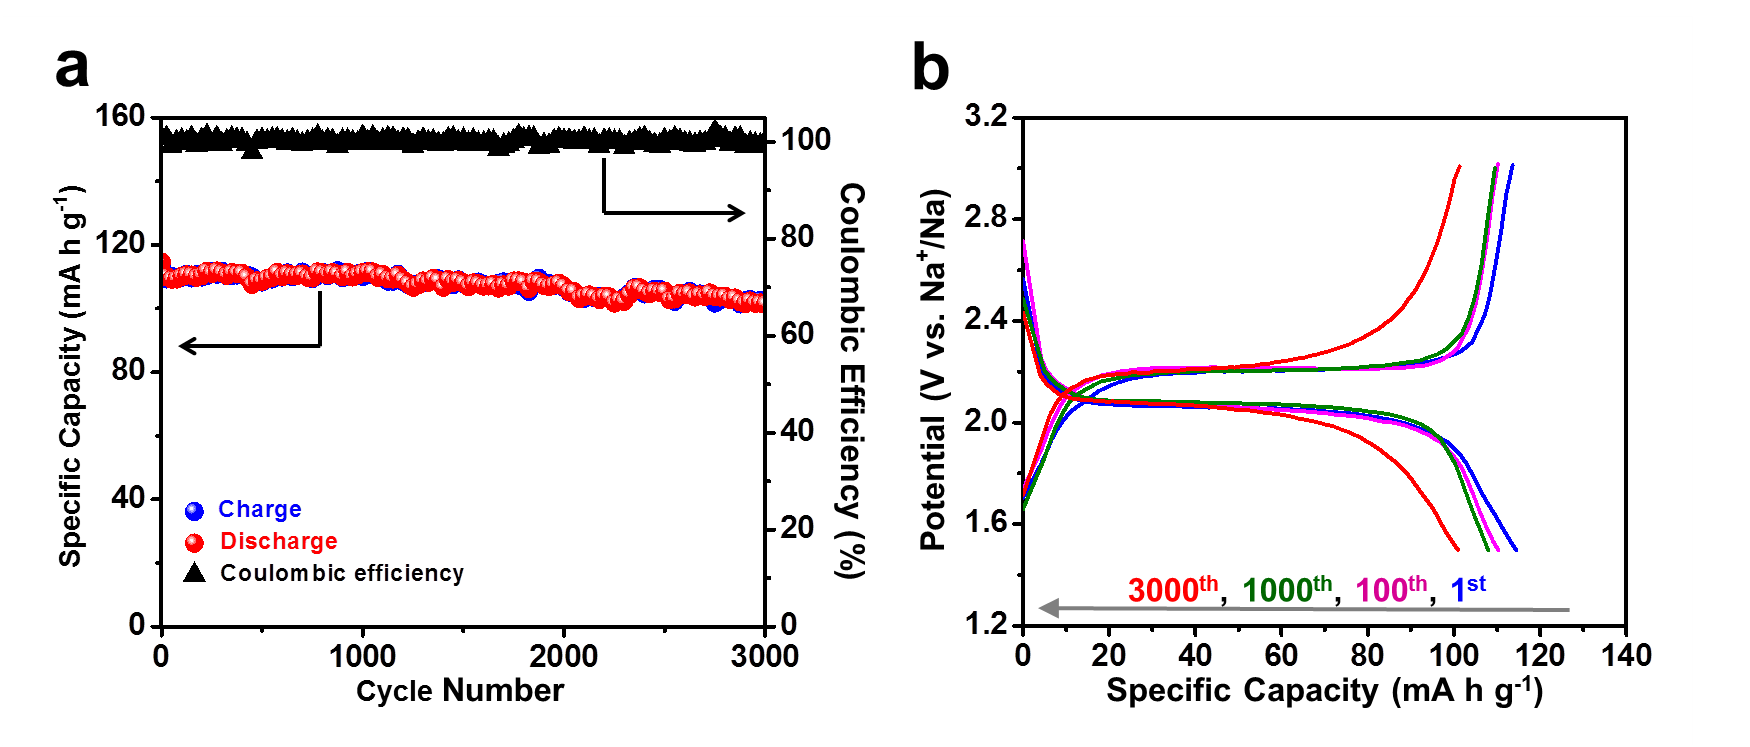 a
160
120
80
40
0
Specific Capacity (mA h g-1)
100
80
60
40
20
0
Coulombic Efficiency (%)
Charge
Discharge
Coulombic efficiency
0 1000 2000 3000
Cycle Number
b
3.2
2.8
2.4
2.0
1.6
1.2
Potential (V vs. Na+/Na)
3000th, 1000th, 100th, 1st
0 20 40 60 80 100 120 140
Specific Capacity (mA h g-1)